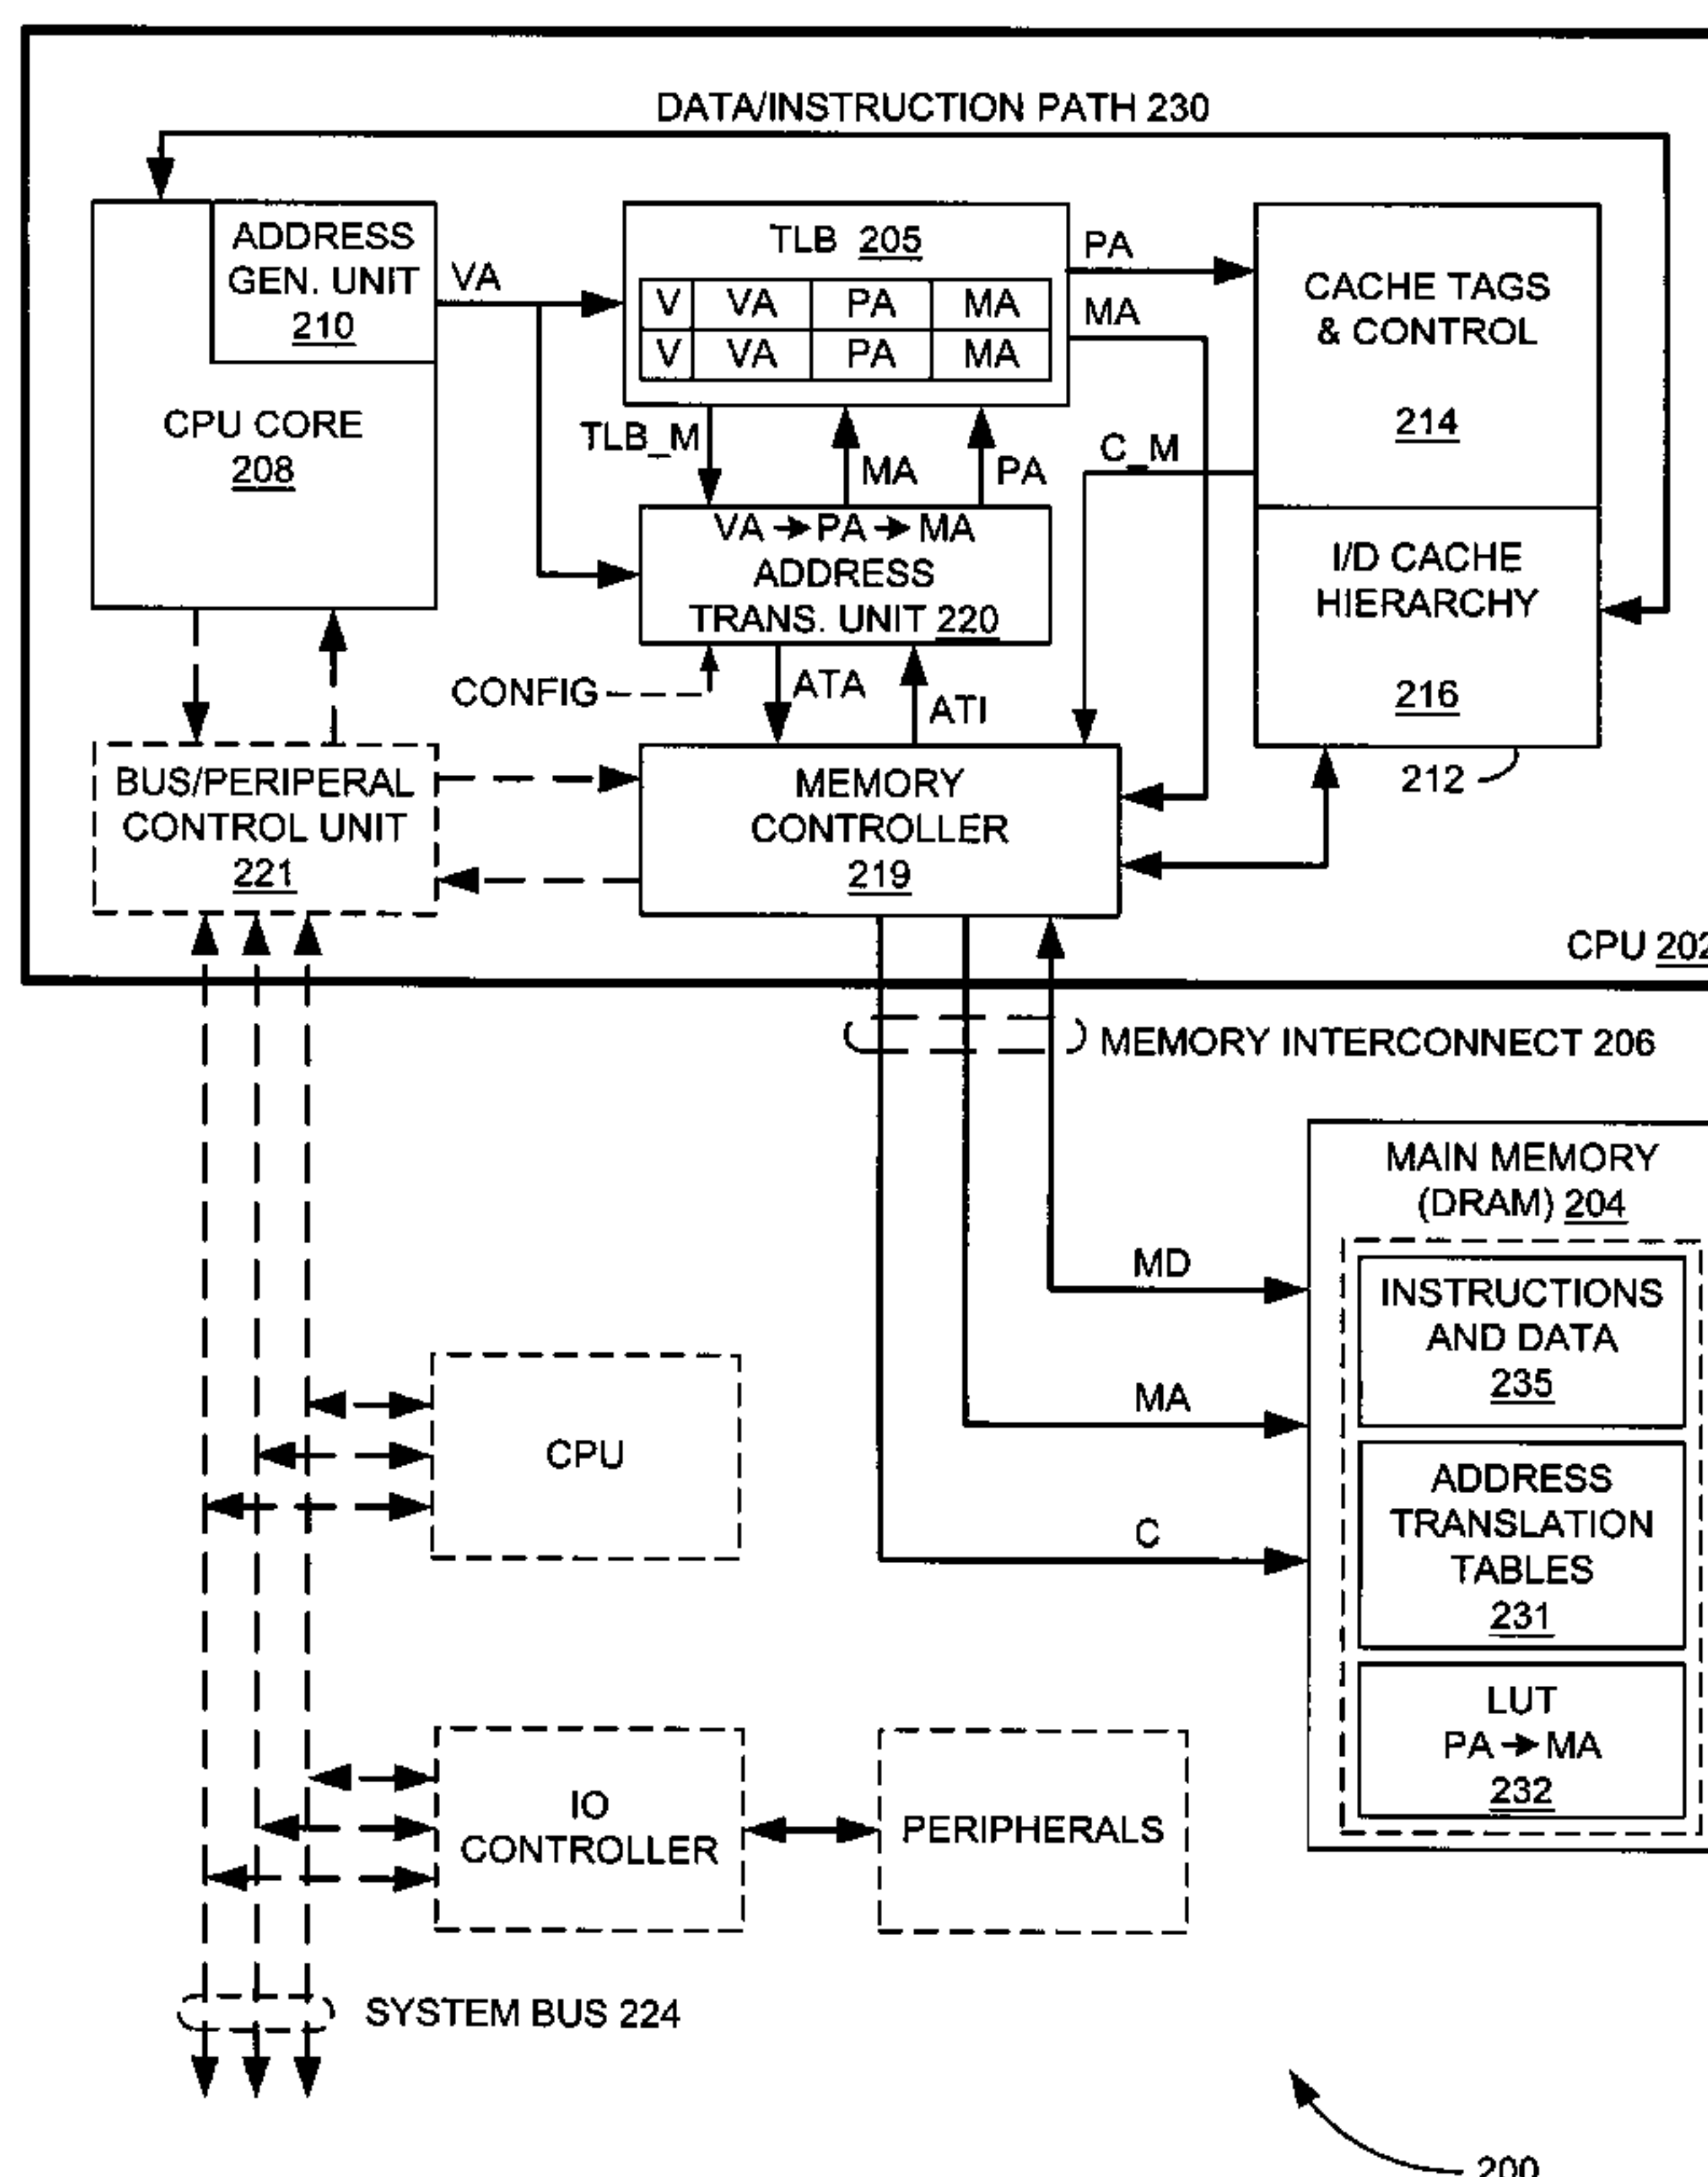 DATA/INSTRUCTION PATH 230
ADDRESS
GEN. UNIT
210
CPU CORE
208
VA
TLB 205
V VA PA MA
V VA PA MA
PA
MA
CACHE TAGS
& CONTROL
214
TLB_M
MA
PA
C_M
VA → PA → MA
ADDRESS
TRANS. UNIT 220
I/D CACHE
HIERARCHY
216
212
CONFIG
ATA
ATI
BUS/PERIPERAL
CONTROL UNIT
221
MEMORY
CONTROLLER
219
CPU 202
MEMORY INTERCONNECT 206
MAIN MEMORY
(DRAM) 204
INSTRUCTIONS
AND DATA
235
ADDRESS
TRANSLATION
TABLES
231
LUT
PA → MA
232
MD
MA
C
CPU
IO
CONTROLLER
PERIPHERALS
SYSTEM BUS 224
200